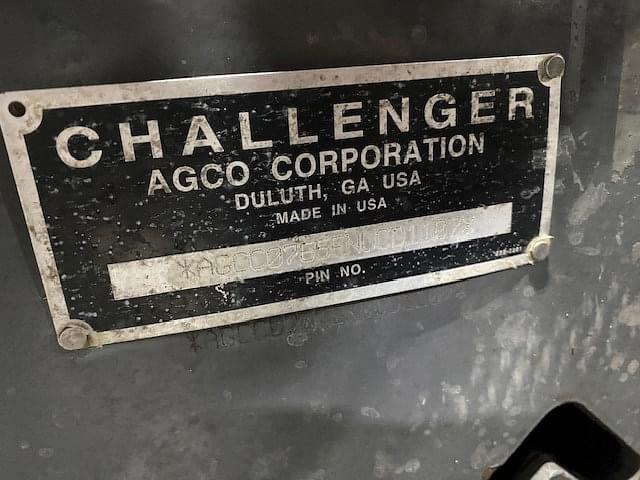 CHALLENGER
AGCO CORPORATION
DULUTH, GA USA
MADE IN USA
PIN NO.